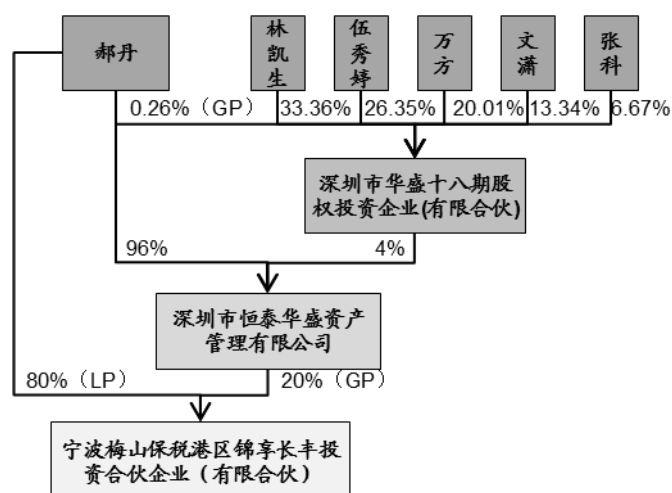 郝丹
林凯生
伍秀婷
万方
文潇
张科
0.26%（GP）
33.36%
26.35%
20.01%
13.34%
6.67%
深圳市华盛十八期股
权投资企业(有限合伙)
96%
4%
深圳市恒泰华盛资产
管理有限公司
80%（LP）
20%（GP）
宁波梅山保税港区锦享长丰投
资合伙企业（有限合伙）